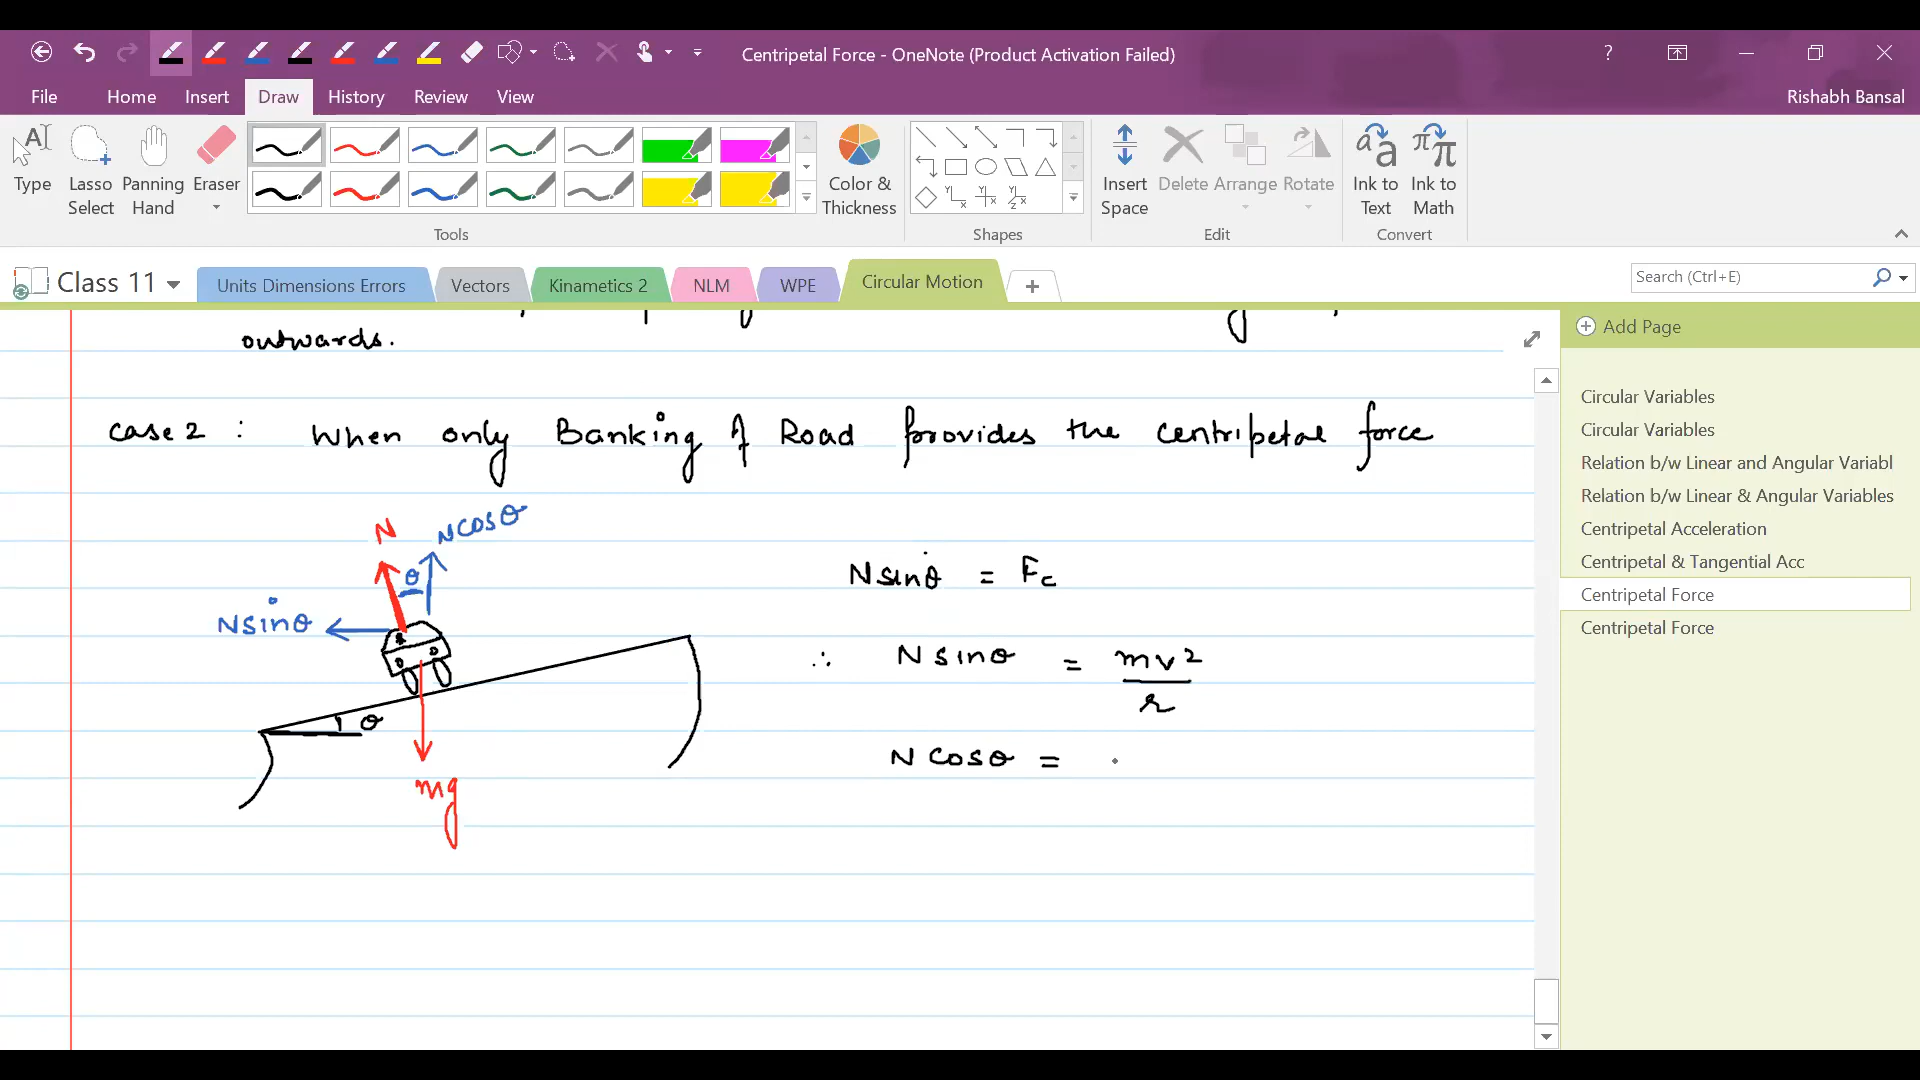 Centripetal Force - OneNote (Product Activation Failed)
?
File Home Insert Draw History Review View
Rishabh Bansal
Type
Lasso Select
Panning Hand
Eraser
Color & Thickness
Insert Space
Delete
Arrange
Rotate
Ink to Text
Ink to Math
Tools
Shapes
Edit
Convert
Class 11
Units Dimensions Errors
Vectors
Kinametics 2
NLM
WPE
Circular Motion
+
Search (Ctrl+E)
outwards.
Case 2 : When only Banking of Road provides the centripetal force
N
N cos θ
θ
N sin θ
θ
mg
N sin θ = Fc
∴ N sin θ = mv²/r
N cos θ =
Add Page
Circular Variables
Circular Variables
Relation b/w Linear and Angular Variabl
Relation b/w Linear & Angular Variables
Centripetal Acceleration
Centripetal & Tangential Acc
Centripetal Force
Centripetal Force